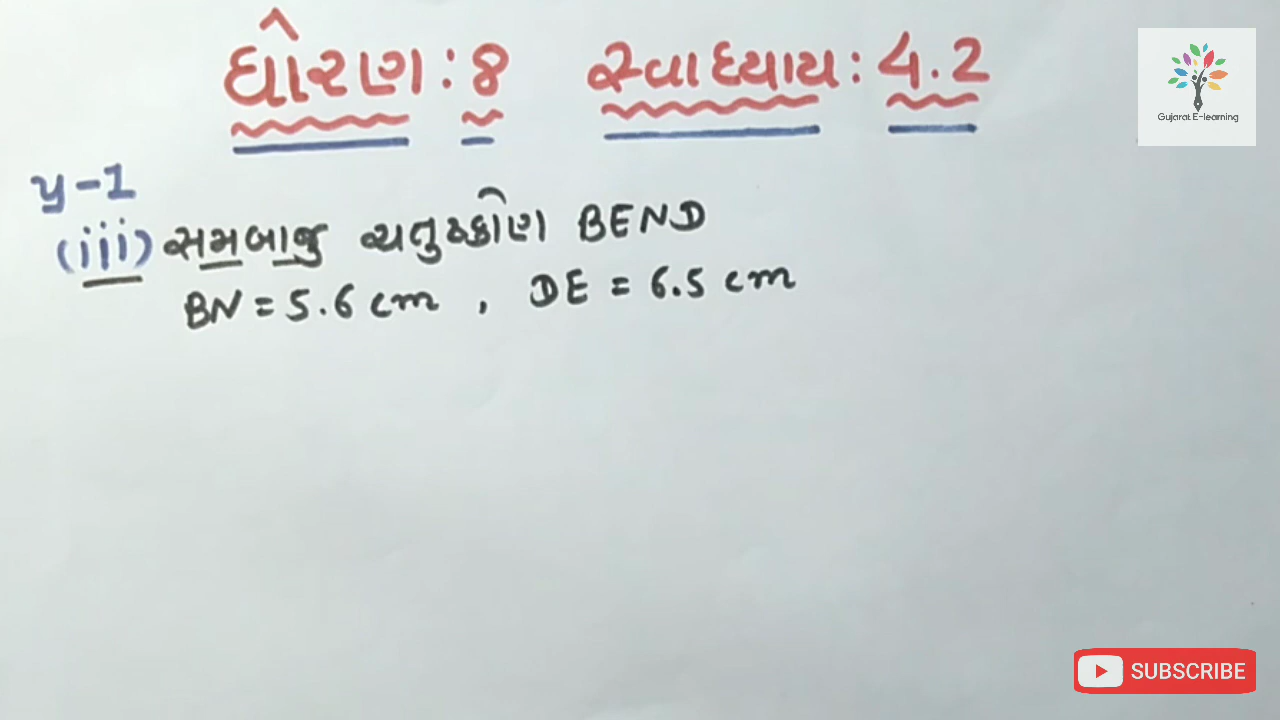 ધોરણ : 8 સ્વાધ્યાય : 4.2
Gujarat E-learning
પ્ર-1
(iii) સમબાજુ ચતુષ્કોણ BEND
BN = 5.6 cm , DE = 6.5 cm
SUBSCRIBE